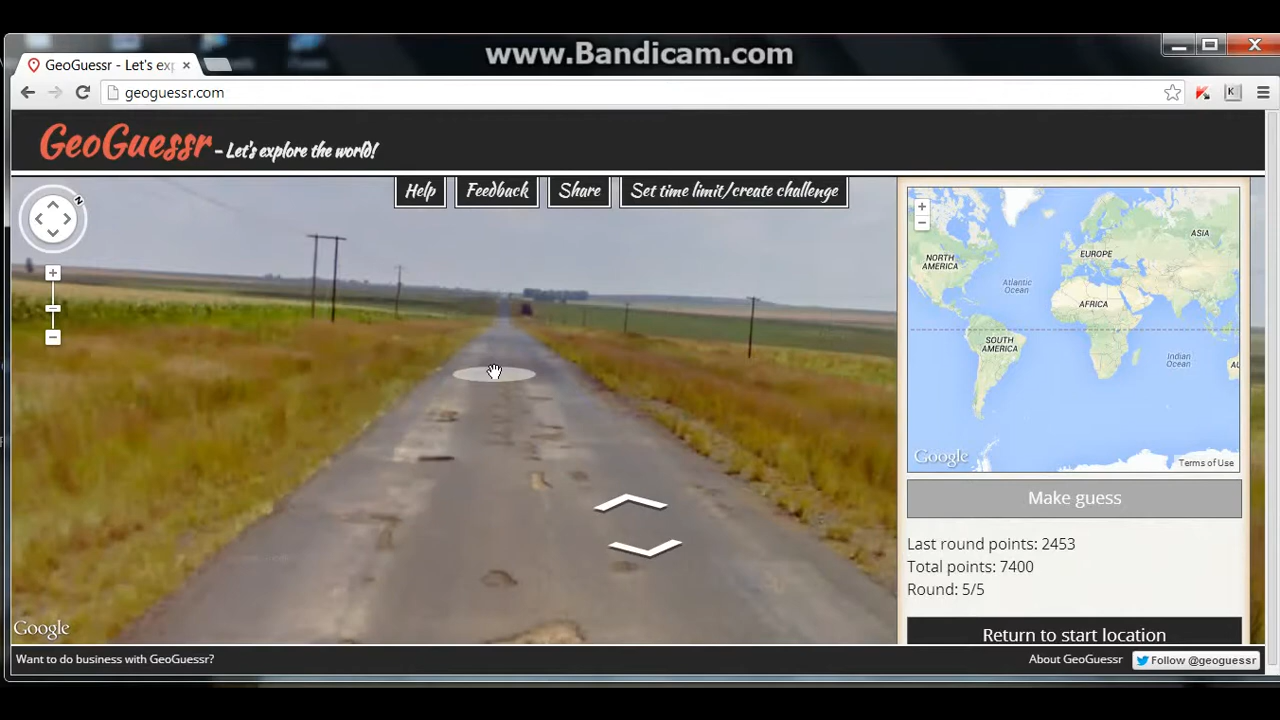 www.Bandicam.com
GeoGuessr - Let's exp
geoguessr.com
GeoGuessr - Let's explore the world!
Help
Feedback
Share
Set time limit/create challenge
N
NORTH AMERICA
EUROPE
ASIA
Atlantic Ocean
AFRICA
SOUTH AMERICA
Indian Ocean
AU
Google
Terms of Use
Make guess
Last round points: 2453
Total points: 7400
Round: 5/5
Return to start location
Google
Want to do business with GeoGuessr?
About GeoGuessr
Follow @geoguessr